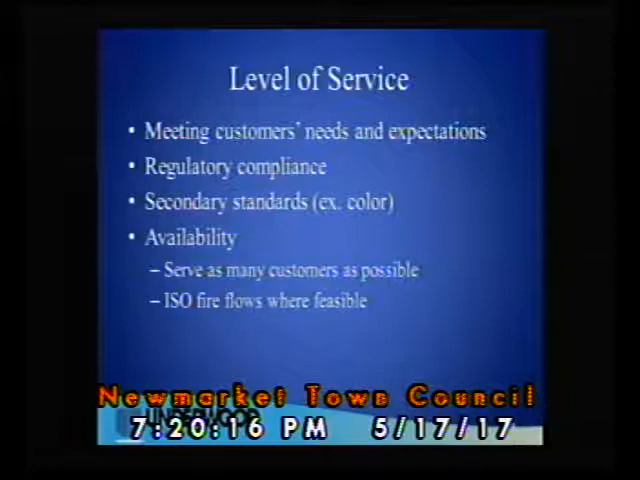 Level of Service
• Meeting customers' needs and expectations
• Regulatory compliance
• Secondary standards (ex. color)
• Availability
– Serve as many customers as possible
– ISO fire flows where feasible
Newmarket Town Council
UNDERWOOD
7:20:16 PM 5/17/17